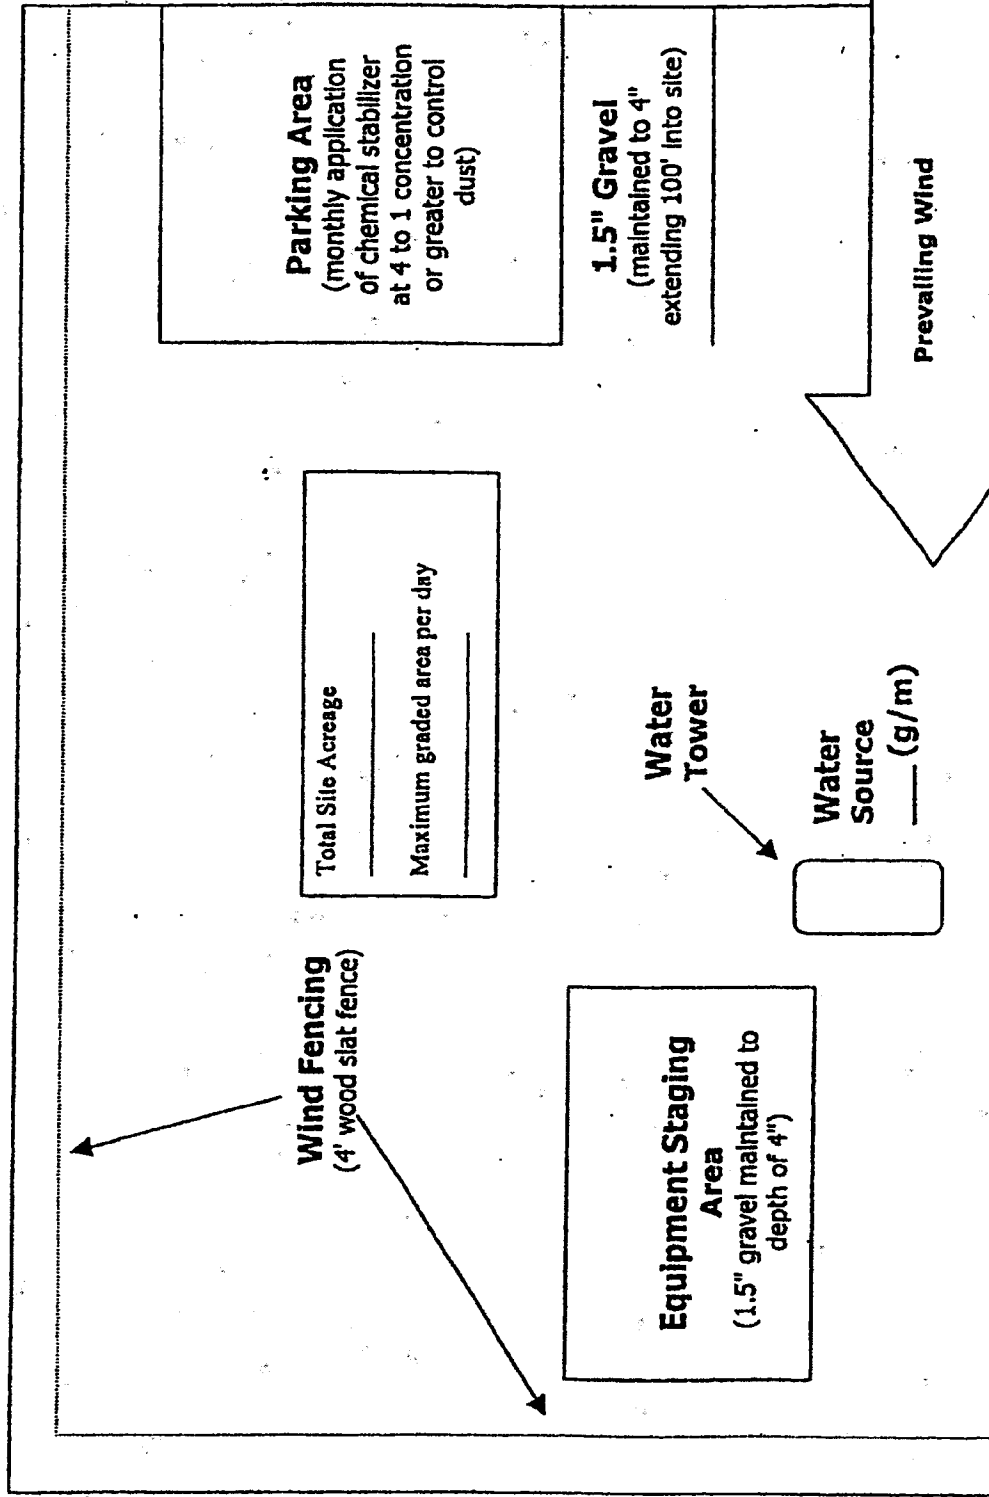 Parking Area
(monthly application
of chemical stabilizer
at 4 to 1 concentration
or greater to control
dust)
1.5" Gravel
(maintained to 4"
extending 100' into site)
Prevailing Wind
Total Site Acreage
Maximum graded area per day
Water
Tower
Water
Source
____ (g/m)
Wind Fencing
(4' wood slat fence)
Equipment Staging
Area
(1.5" gravel maintained to
depth of 4")